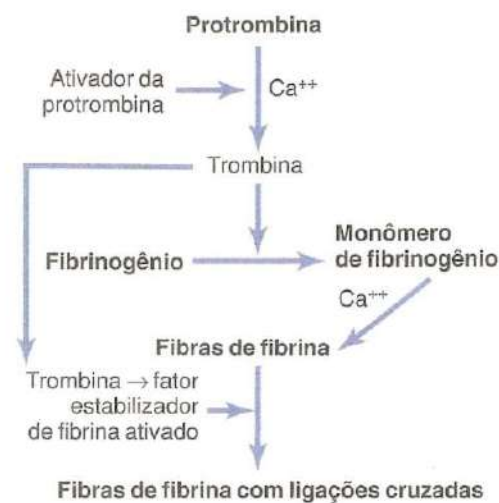 Protrombina
Ativador da
protrombina
Ca⁺⁺
Trombina
Fibrinogênio
Monômero
de fibrinogênio
Ca⁺⁺
Fibras de fibrina
Trombina → fator
estabilizador
de fibrina ativado
Fibras de fibrina com ligações cruzadas